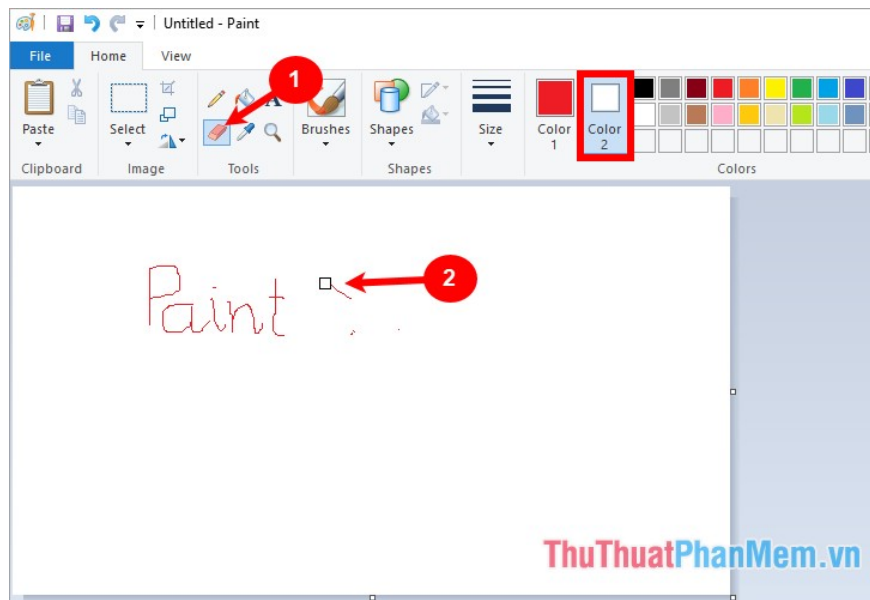 Untitled - Paint
File Home View
1
Paste Select Brushes Shapes Size Color 1 Color 2
Clipboard Image Tools Shapes Colors
Paint
2
ThuThuatPhanMem.vn